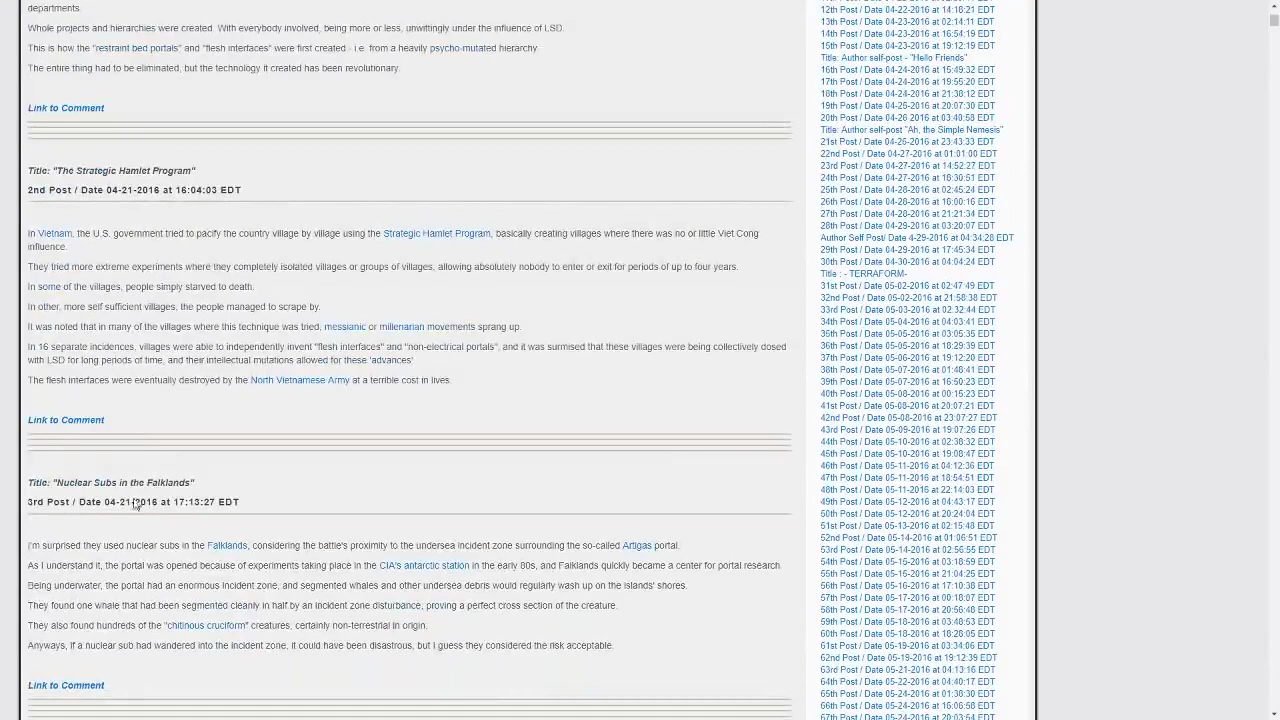 departments.
Whole projects and hierarchies were created. With everybody involved, being more or less, unwittingly under the influence of LSD.
This is how the "restraint bed portals" and "flesh interfaces" were first created - i.e. from a heavily psycho-mutated hierarchy.
The entire thing had be eliminated, but the technology it created has been revolutionary.
Link to Comment
Title: "The Strategic Hamlet Program"
2nd Post / Date 04-21-2016 at 16:04:03 EDT
In Vietnam, the U.S. government tried to pacify the country village by village using the Strategic Hamlet Program, basically creating villages where there was no or little Viet Cong
influence.
They tried more extreme experiments where they completely isolated villages or groups of villages, allowing absolutely nobody to enter or exit for periods of up to four years.
In some of the villages, people simply starved to death.
In other, more self sufficient villages, the people managed to scrape by.
It was noted that in many of the villages where this technique was tried, messianic or millenarian movements sprang up.
In 16 separate incidences, villages were able to independently invent "flesh interfaces" and "non-electrical portals", and it was surmised that these villages were being collectively dosed
with LSD for long periods of time, and their intellectual mutations allowed for these 'advances'
The flesh interfaces were eventually destroyed by the North Vietnamese Army at a terrible cost in lives.
Link to Comment
Title: "Nuclear Subs in the Falklands"
3rd Post / Date 04-21-2016 at 17:13:27 EDT
I'm surprised they used nuclear subs in the Falklands, considering the battle's proximity to the undersea incident zone surrounding the so-called Artigas portal.
As I understand it, the portal was opened because of experiments taking place in the CIA's antarctic station in the early 80s, and Falklands quickly became a center for portal research.
Being underwater, the portal had an enormous incident zone and segmented whales and other undersea debris would regularly wash up on the islands' shores.
They found one whale that had been segmented cleanly in half by an incident zone disturbance, proving a perfect cross section of the creature.
They also found hundreds of the "chitinous cruciform" creatures, certainly non-terrestrial in origin.
Anyways, if a nuclear sub had wandered into the incident zone, it could have been disastrous, but I guess they considered the risk acceptable.
Link to Comment
12th Post / Date 04-22-2016 at 14:18:21 EDT
13th Post / Date 04-23-2016 at 02:14:11 EDT
14th Post / Date 04-23-2016 at 16:54:19 EDT
15th Post / Date 04-23-2016 at 19:12:19 EDT
Title: Author self-post - "Hello Friends"
16th Post / Date 04-24-2016 at 15:49:32 EDT
17th Post / Date 04-24-2016 at 19:55:20 EDT
18th Post / Date 04-24-2016 at 21:38:12 EDT
19th Post / Date 04-25-2016 at 20:07:30 EDT
20th Post / Date 04-26 2016 at 03:40:58 EDT
Title: Author self-post "Ah, the Simple Nemesis"
21st Post / Date 04-26-2016 at 23:43:33 EDT
22nd Post / Date 04-27-2016 at 01:01:00 EDT
23rd Post / Date 04-27-2016 at 14:52:27 EDT
24th Post / Date 04-27-2016 at 18:30:51 EDT
25th Post / Date 04-28-2016 at 02:45:24 EDT
26th Post / Date 04-28-2016 at 18:00:16 EDT
27th Post / Date 04-28-2016 at 21:21:34 EDT
28th Post / Date 04-29-2016 at 03:20:07 EDT
Author Self Post/ Date 4-29-2016 at 04:34:28 EDT
29th Post / Date 04-29-2016 at 17:45:34 EDT
30th Post / Date 04-30-2016 at 04:04:24 EDT
Title : - TERRAFORM-
31st Post / Date 05-02-2016 at 02:47:49 EDT
32nd Post / Date 05-02-2016 at 21:58:38 EDT
33rd Post / Date 05-03-2016 at 02:32:44 EDT
34th Post / Date 05-04-2016 at 04:03:41 EDT
35th Post / Date 05-05-2016 at 03:05:35 EDT
36th Post / Date 05-05-2016 at 18:29:39 EDT
37th Post / Date 05-06-2016 at 19:12:20 EDT
38th Post / Date 05-07-2016 at 01:48:41 EDT
39th Post / Date 05-07-2016 at 16:50:23 EDT
40th Post / Date 05-08-2016 at 00:15:23 EDT
41st Post / Date 05-08-2016 at 20:07:21 EDT
42nd Post / Date 05-08-2016 at 23:07:27 EDT
43rd Post / Date 05-09-2016 at 19:07:26 EDT
44th Post / Date 05-10-2016 at 02:38:32 EDT
45th Post / Date 05-10-2016 at 19:08:47 EDT
46th Post / Date 05-11-2016 at 04:12:36 EDT
47th Post / Date 05-11-2016 at 18:54:51 EDT
48th Post / Date 05-11-2016 at 22:14:03 EDT
49th Post / Date 05-12-2016 at 04:43:17 EDT
50th Post / Date 05-12-2016 at 20:24:04 EDT
51st Post / Date 05-13-2016 at 02:15:48 EDT
52nd Post / Date 05-14-2016 at 01:06:51 EDT
53rd Post / Date 05-14-2016 at 02:56:55 EDT
54th Post / Date 05-15-2016 at 03:18:59 EDT
55th Post / Date 05-15-2016 at 21:04:25 EDT
56th Post / Date 05-16-2016 at 17:10:38 EDT
57th Post / Date 05-17-2016 at 00:18:07 EDT
58th Post / Date 05-17-2016 at 20:56:48 EDT
59th Post / Date 05-18-2016 at 03:48:53 EDT
60th Post / Date 05-18-2016 at 18:28:05 EDT
61st Post / Date 05-19-2016 at 03:34:06 EDT
62nd Post / Date 05-19-2016 at 19:12:39 EDT
63rd Post / Date 05-21-2016 at 04:13:16 EDT
64th Post / Date 05-22-2016 at 04:40:17 EDT
65th Post / Date 05-24-2016 at 01:38:30 EDT
66th Post / Date 05-24-2016 at 16:06:58 EDT
67th Post / Date 05-24-2016 at 20:03:54 EDT